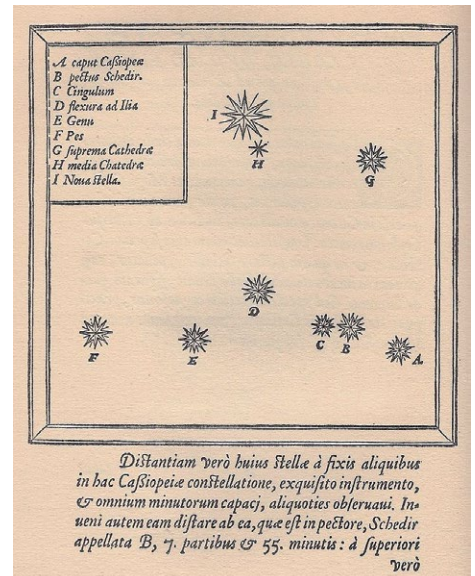 A caput Caßiopeæ
B pectus Schedir.
C Cingulum
D flexura ad Ilia
E Genu
F Pes
G suprema Cathedræ
H media Chatedræ
I Noua stella.
I
H
G
D
C
B
F
E
A
Distantiam verò huius stellæ à fixis aliquibus
in hac Caßiopeiæ constellatione, exquisito instrumento,
& omnium minutorum capacj, aliquoties obseruaui. In-
ueni autem eam distare ab ea, quæ est in pectore, Schedir
appellata B, 7. partibus & 55. minutis: à superiori
verò